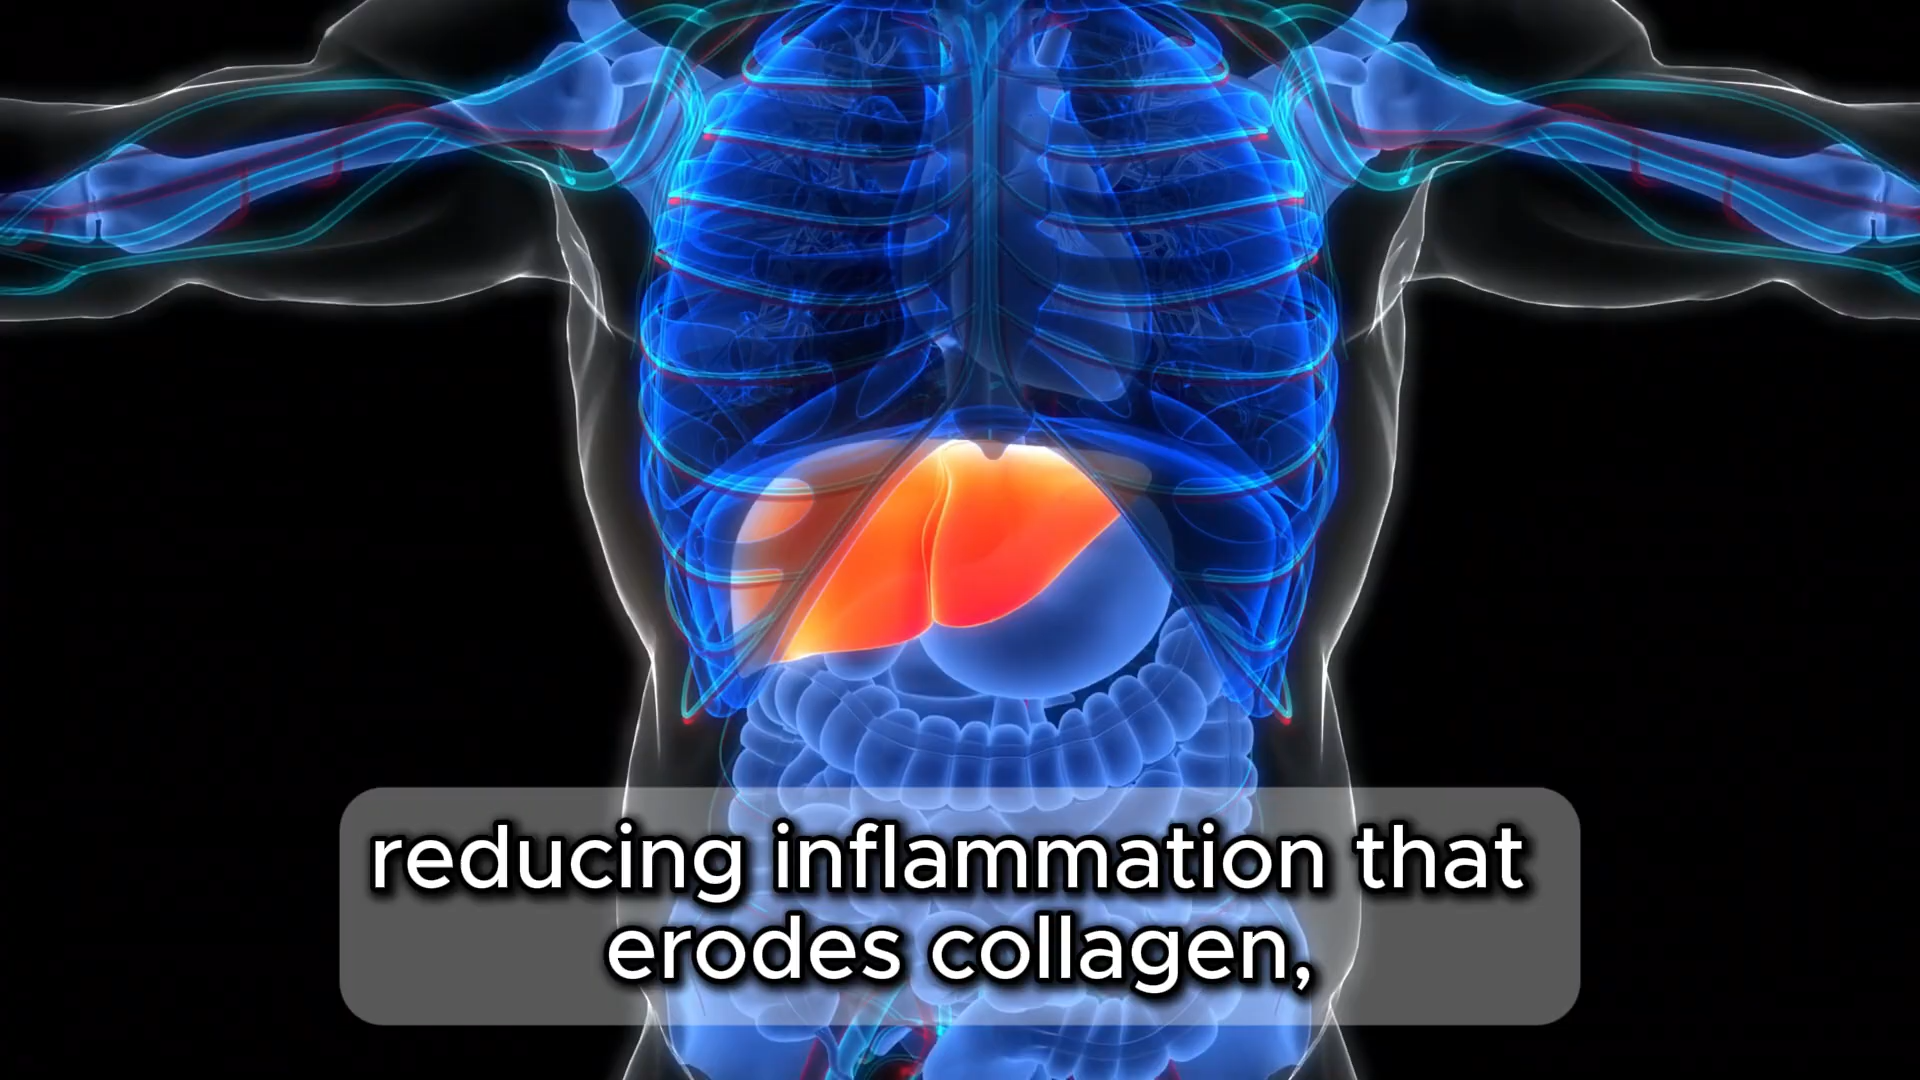 reducing inflammation that
erodes collagen,